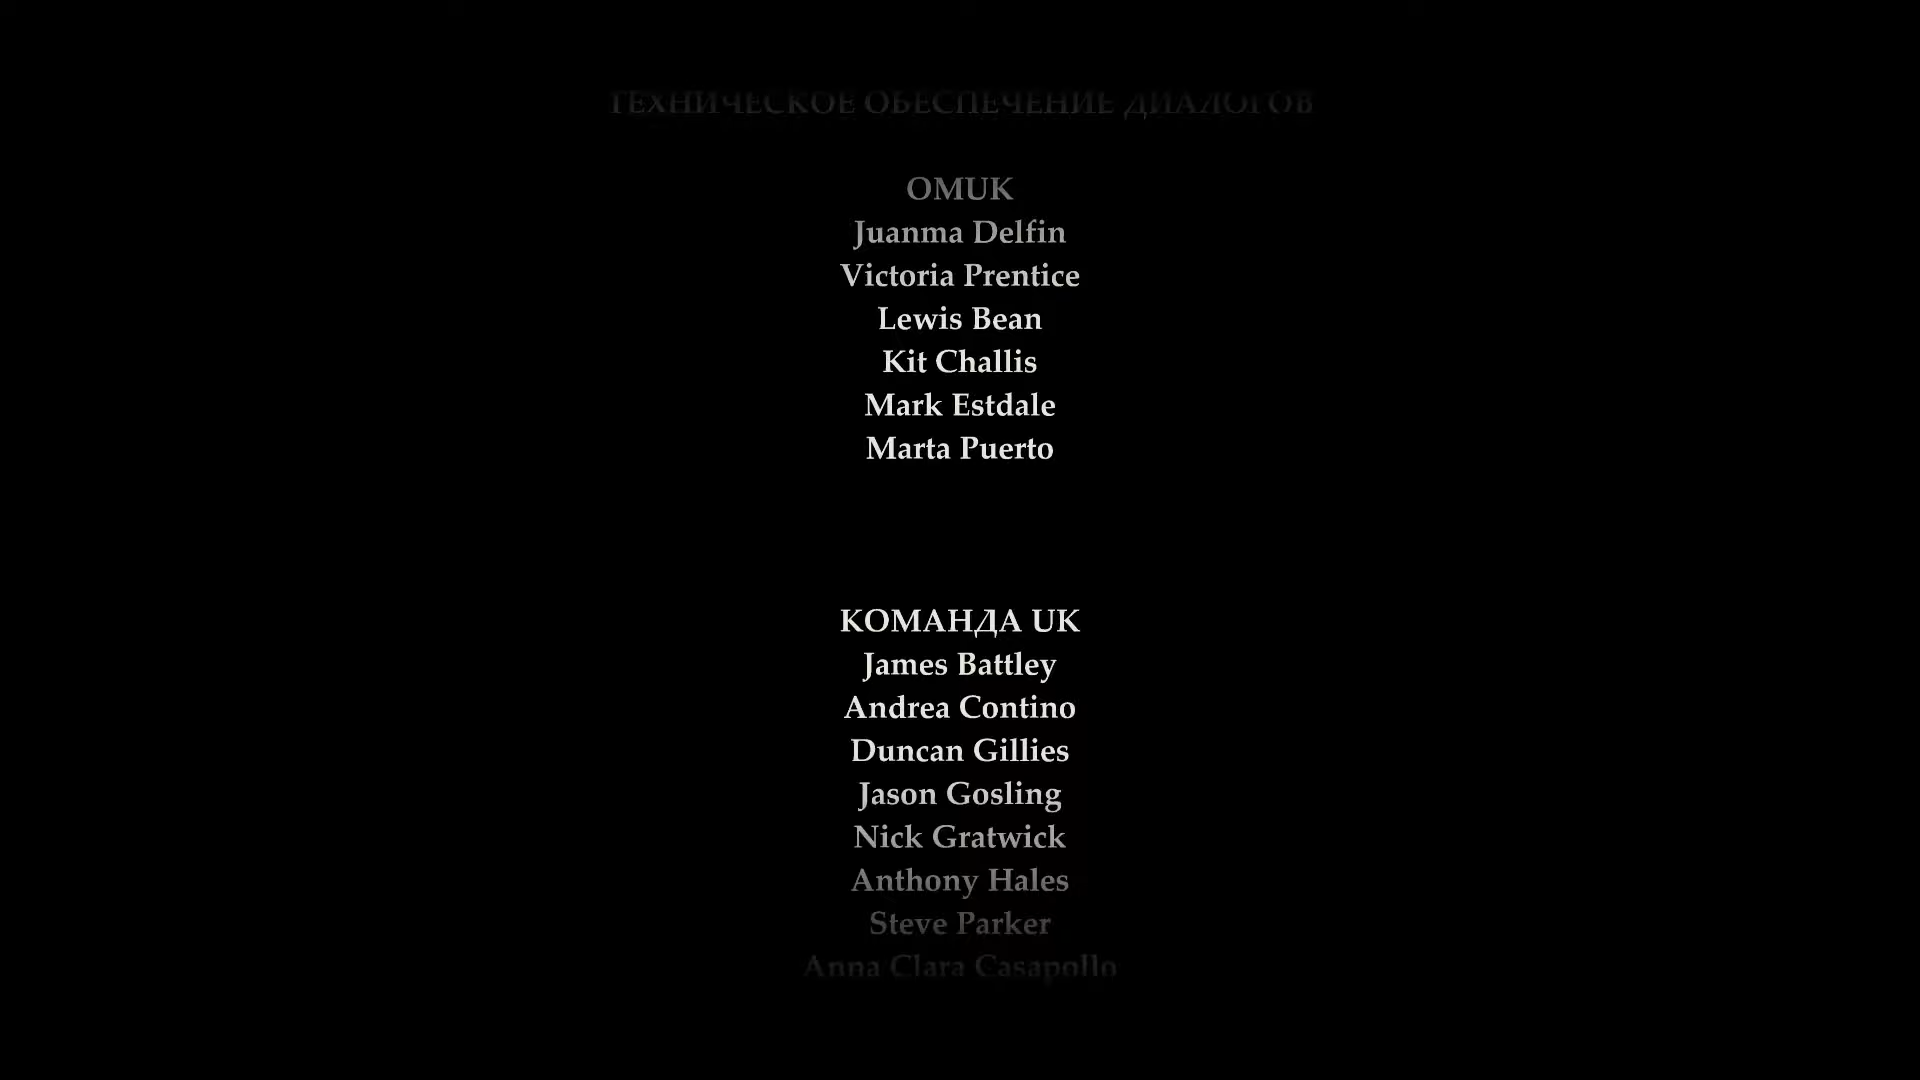 ТЕХНИЧЕСКОЕ ОБЕСПЕЧЕНИЕ ДИАЛОГОВ
OMUK
Juanma Delfin
Victoria Prentice
Lewis Bean
Kit Challis
Mark Estdale
Marta Puerto
КОМАНДА UK
James Battley
Andrea Contino
Duncan Gillies
Jason Gosling
Nick Gratwick
Anthony Hales
Steve Parker
Anna Clara Casapollo